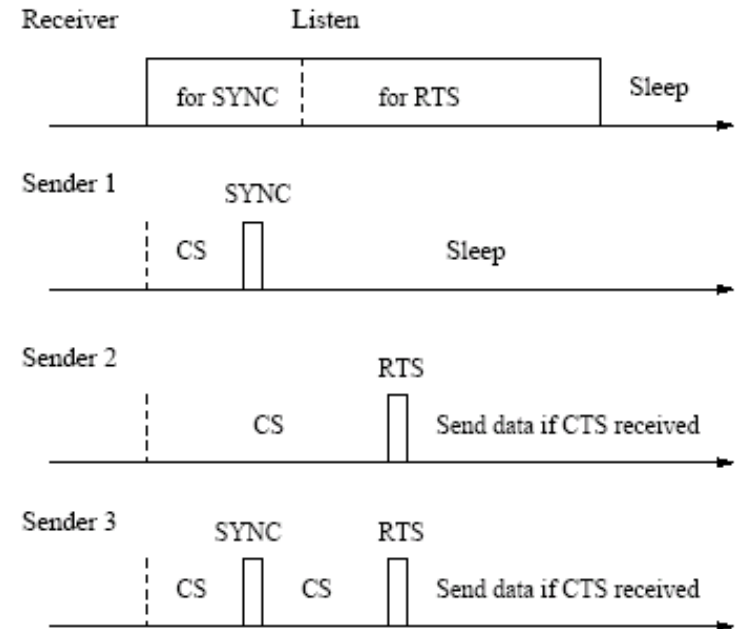 Receiver Listen
for SYNC for RTS Sleep
Sender 1
SYNC
CS Sleep
Sender 2
RTS
CS Send data if CTS received
Sender 3
SYNC RTS
CS CS Send data if CTS received